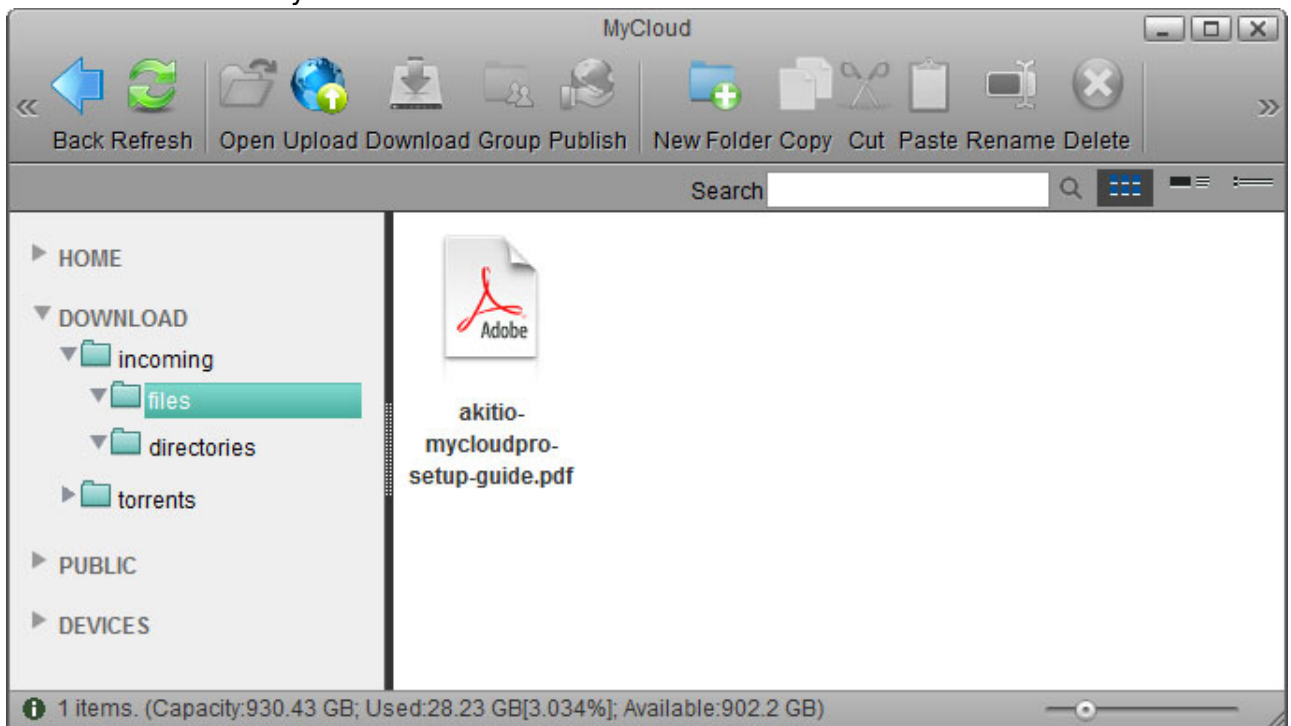 MyCloud
Back Refresh Open Upload Download Group Publish New Folder Copy Cut Paste Rename Delete
Search
HOME
DOWNLOAD
incoming
files
directories
torrents
PUBLIC
DEVICES
Adobe
akitio-
mycloudpro-
setup-guide.pdf
1 items. (Capacity:930.43 GB; Used:28.23 GB[3.034%]; Available:902.2 GB)